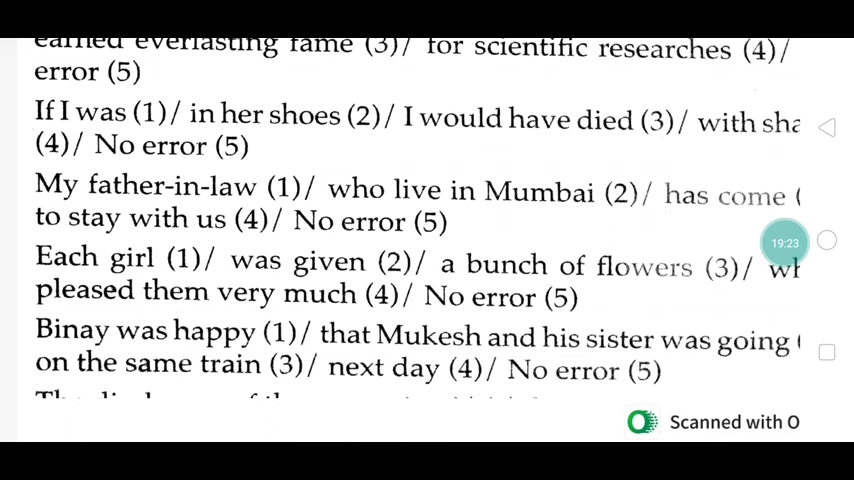 earned everlasting fame (3)/ for scientific researches (4)/
error (5)
If I was (1)/ in her shoes (2)/ I would have died (3)/ with
(4)/ No error (5)
My father-in-law (1)/ who live in Mumbai (2)/ has come (
to stay with us (4)/ No error (5)
19:23
Each girl (1)/ was given (2)/ a bunch of flowers (3)/
pleased them very much (4)/ No error (5)
Binay was happy (1)/ that Mukesh and his sister was going
on the same train (3)/ next day (4)/ No error (5)
Scanned with O